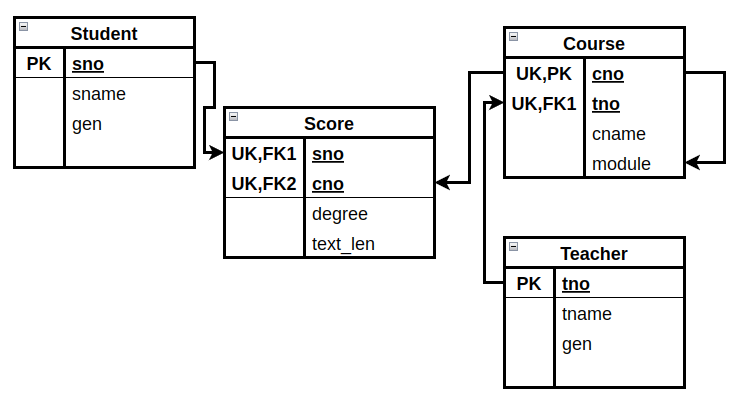 Student
PK sno
sname
gen
Score
UK,FK1 sno
UK,FK2 cno
degree
text_len
Course
UK,PK cno
UK,FK1 tno
cname
module
Teacher
PK tno
tname
gen